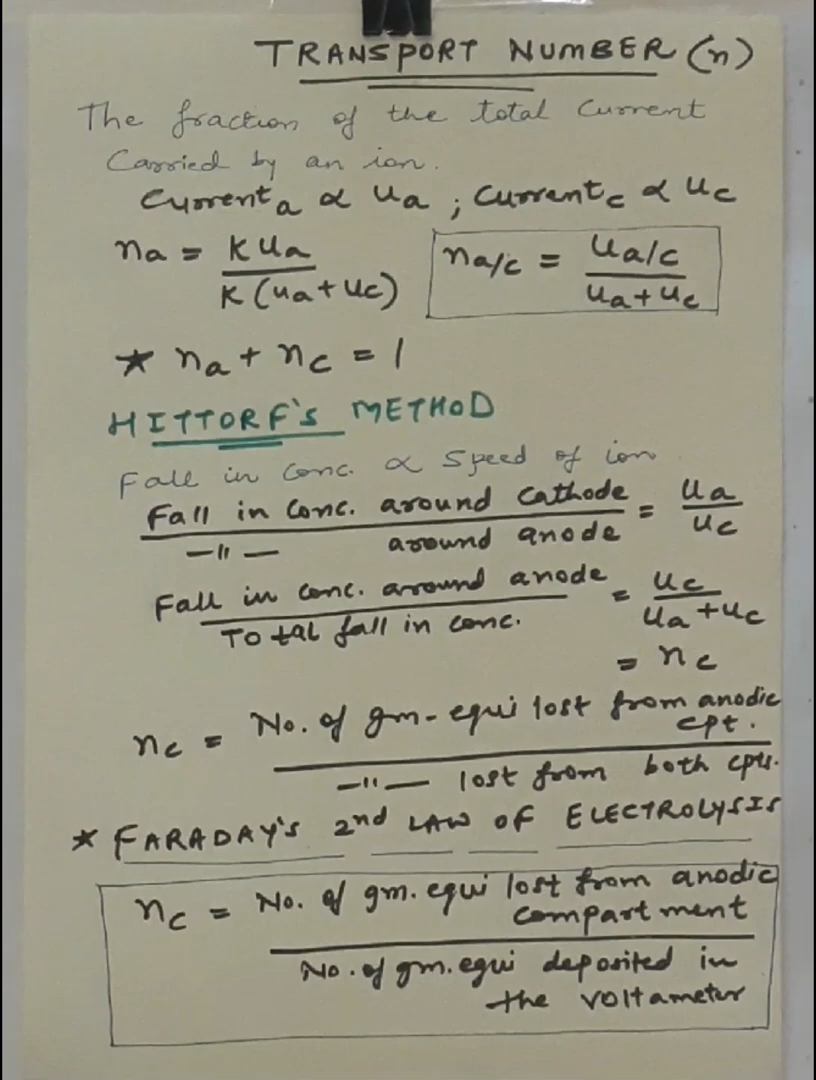 TRANSPORT NUMBER (n)
The fraction of the total Current
Carried by an ion.
Current a ∝ Ua ; Current c ∝ Uc
na = K Ua / K (ua + Uc)   na/c = Ua/c / Ua + Uc
★ na + nc = 1
HITTORF'S METHOD
Fall in Conc. ∝ Speed of ion
Fall in Conc. around Cathode / —"— around anode = Ua / Uc
Fall in conc. around anode / Total fall in conc. = Uc / Ua + Uc
= nc
nc = No. of gm-equi lost from anodic cpt. / —"— lost from both cpts.
★ FARADAY'S 2nd LAW OF ELECTROLYSIS
nc = No. of gm. equi lost from anodic
compartment
No. of gm. equi deposited in
the voltameter